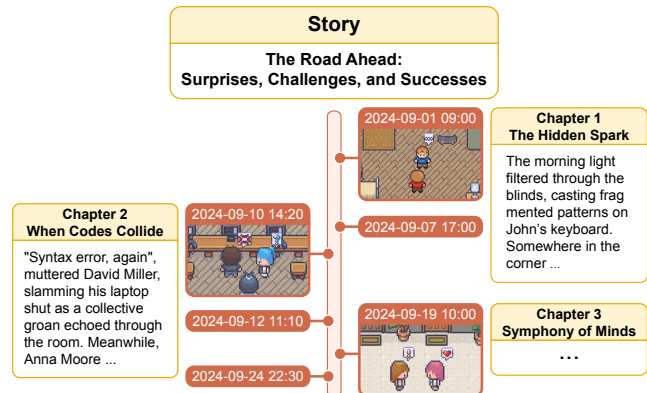 Story
The Road Ahead:
Surprises, Challenges, and Successes
2024-09-01 09:00
Chapter 1
The Hidden Spark
The morning light
filtered through the
blinds, casting frag
mented patterns on
John's keyboard.
Somewhere in the
corner ...
2024-09-07 17:00
Chapter 2
When Codes Collide
"Syntax error, again",
muttered David Miller,
slamming his laptop
shut as a collective
groan echoed through
the room. Meanwhile,
Anna Moore ...
2024-09-10 14:20
2024-09-12 11:10
2024-09-19 10:00
Chapter 3
Symphony of Minds
...
2024-09-24 22:30